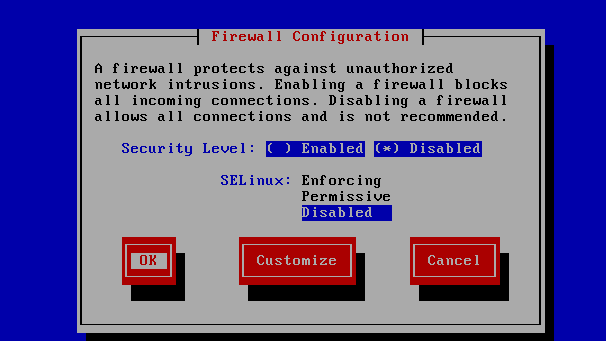 Firewall Configuration
A firewall protects against unauthorized
network intrusions. Enabling a firewall blocks
all incoming connections. Disabling a firewall
allows all connections and is not recommended.
Security Level: ( ) Enabled (*) Disabled
SELinux: Enforcing
Permissive
Disabled
OK Customize Cancel